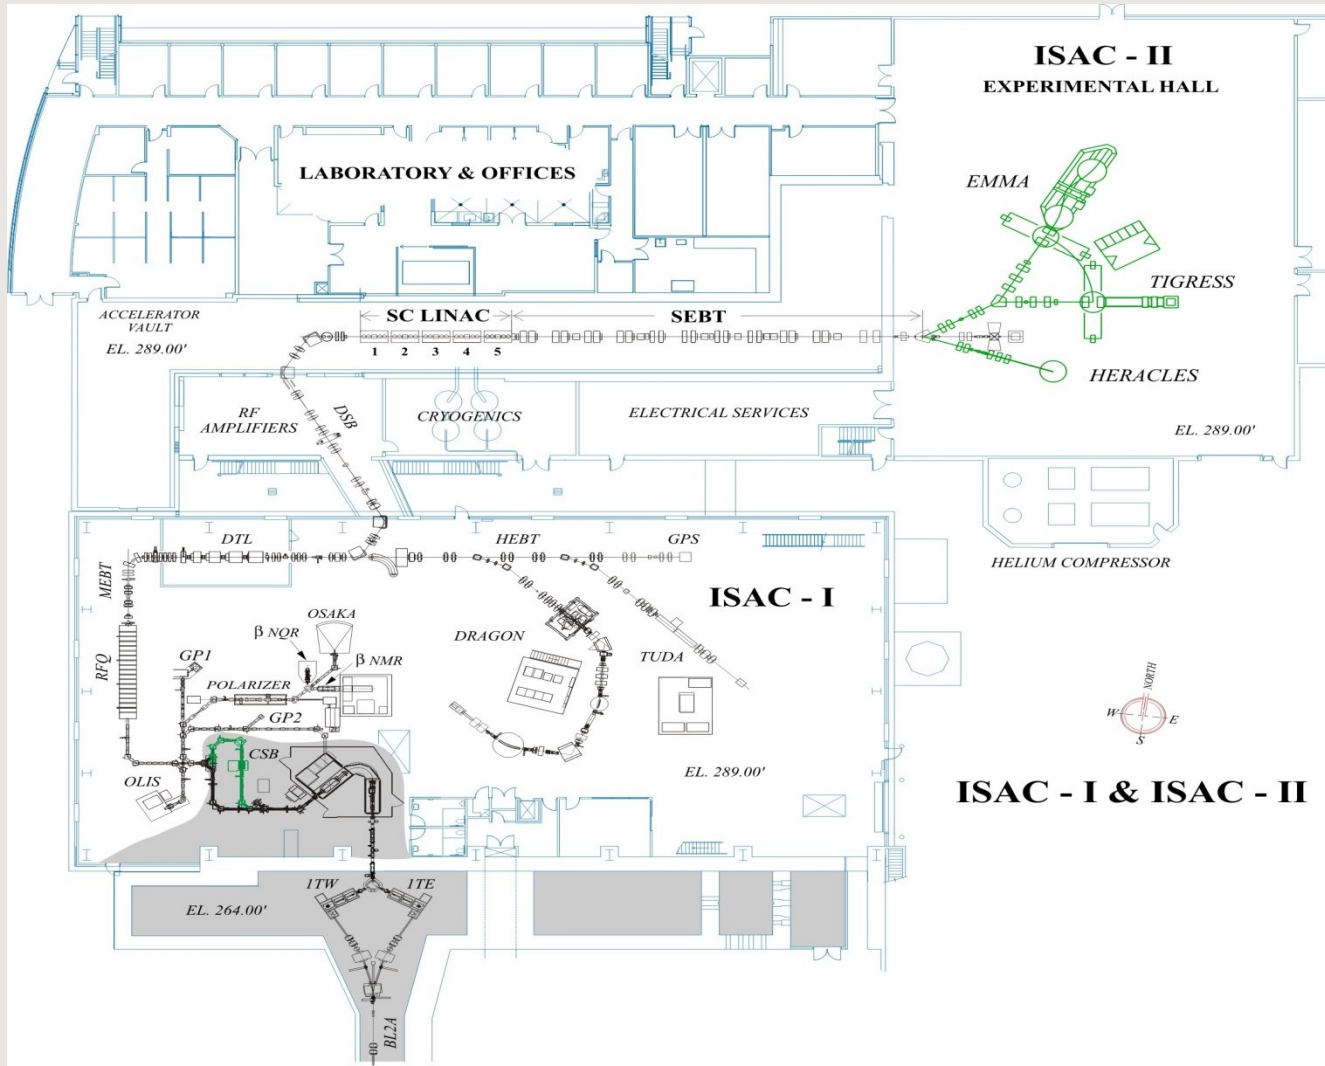 ISAC - II
EXPERIMENTAL HALL
LABORATORY & OFFICES
EMMA
TIGRESS
ACCELERATOR
VAULT
EL. 289.00'
SC LINAC
SEBT
1
2
3
4
5
HERACLES
RF
AMPLIFIERS
DSB
CRYOGENICS
ELECTRICAL SERVICES
EL. 289.00'
DTL
HEBT
GPS
HELIUM COMPRESSOR
MEBT
ISAC - I
OSAKA
β NQR
DRAGON
TUDA
RFQ
GP1
β NMR
POLARIZER
GP2
NORTH
W
E
S
CSB
OLIS
EL. 289.00'
ISAC - I & ISAC - II
1TW
1TE
EL. 264.00'
BL2A